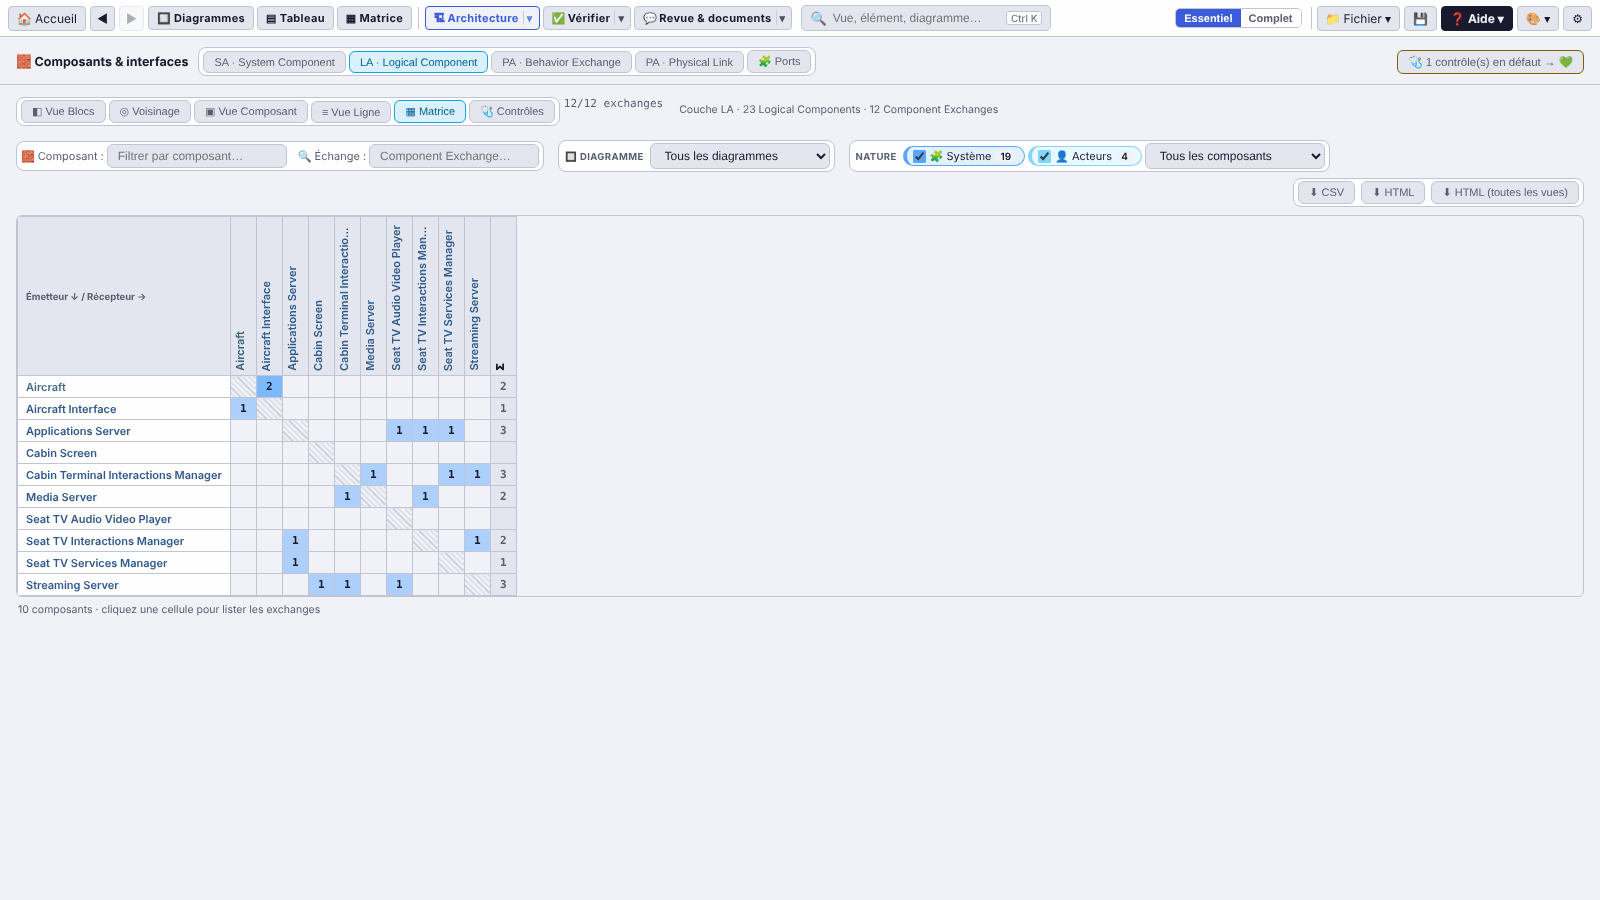 🏠 Accueil ◀ ▶ 🔲 Diagrammes ▤ Tableau ▦ Matrice 🏗 Architecture ▾ ✅ Vérifier ▾ 💬 Revue & documents ▾ 🔍 Vue, élément, diagramme… Ctrl K Essentiel Complet 📁 Fichier ▾ 💾 ❓ Aide ▾ 🎨 ▾ ⚙
🧱 Composants & interfaces SA · System Component LA · Logical Component PA · Behavior Exchange PA · Physical Link 🧩 Ports 🩺 1 contrôle(s) en défaut → 💚
◧ Vue Blocs ◎ Voisinage ▣ Vue Composant ≡ Vue Ligne ▦ Matrice 🩺 Contrôles 12/12 exchanges Couche LA · 23 Logical Components · 12 Component Exchanges
🧱 Composant : Filtrer par composant… 🔍 Échange : Component Exchange… 🔲 DIAGRAMME Tous les diagrammes NATURE 🧩 Système 19 👤 Acteurs 4 Tous les composants
⬇ CSV ⬇ HTML ⬇ HTML (toutes les vues)
Émetteur ↓ / Récepteur → Aircraft Aircraft Interface Applications Server Cabin Screen Cabin Terminal Interactio… Media Server Seat TV Audio Video Player Seat TV Interactions Man… Seat TV Services Manager Streaming Server Σ
Aircraft 2 2
Aircraft Interface 1 1
Applications Server 1 1 1 3
Cabin Screen
Cabin Terminal Interactions Manager 1 1 1 3
Media Server 1 1 2
Seat TV Audio Video Player
Seat TV Interactions Manager 1 1 2
Seat TV Services Manager 1 1
Streaming Server 1 1 1 3
10 composants · cliquez une cellule pour lister les exchanges